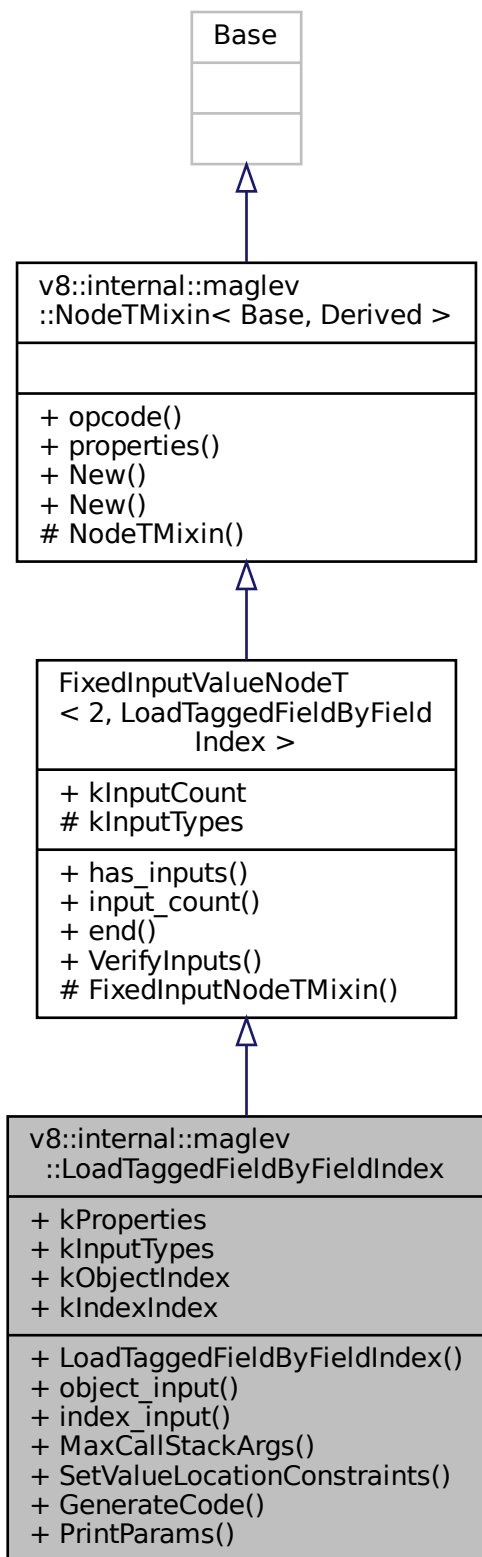 Base
v8::internal::maglev
::NodeTMixin< Base, Derived >
+ opcode()
+ properties()
+ New()
+ New()
# NodeTMixin()
FixedInputValueNodeT
< 2, LoadTaggedFieldByField
Index >
+ kInputCount
# kInputTypes
+ has_inputs()
+ input_count()
+ end()
+ VerifyInputs()
# FixedInputNodeTMixin()
v8::internal::maglev
::LoadTaggedFieldByFieldIndex
+ kProperties
+ kInputTypes
+ kObjectIndex
+ kIndexIndex
+ LoadTaggedFieldByFieldIndex()
+ object_input()
+ index_input()
+ MaxCallStackArgs()
+ SetValueLocationConstraints()
+ GenerateCode()
+ PrintParams()